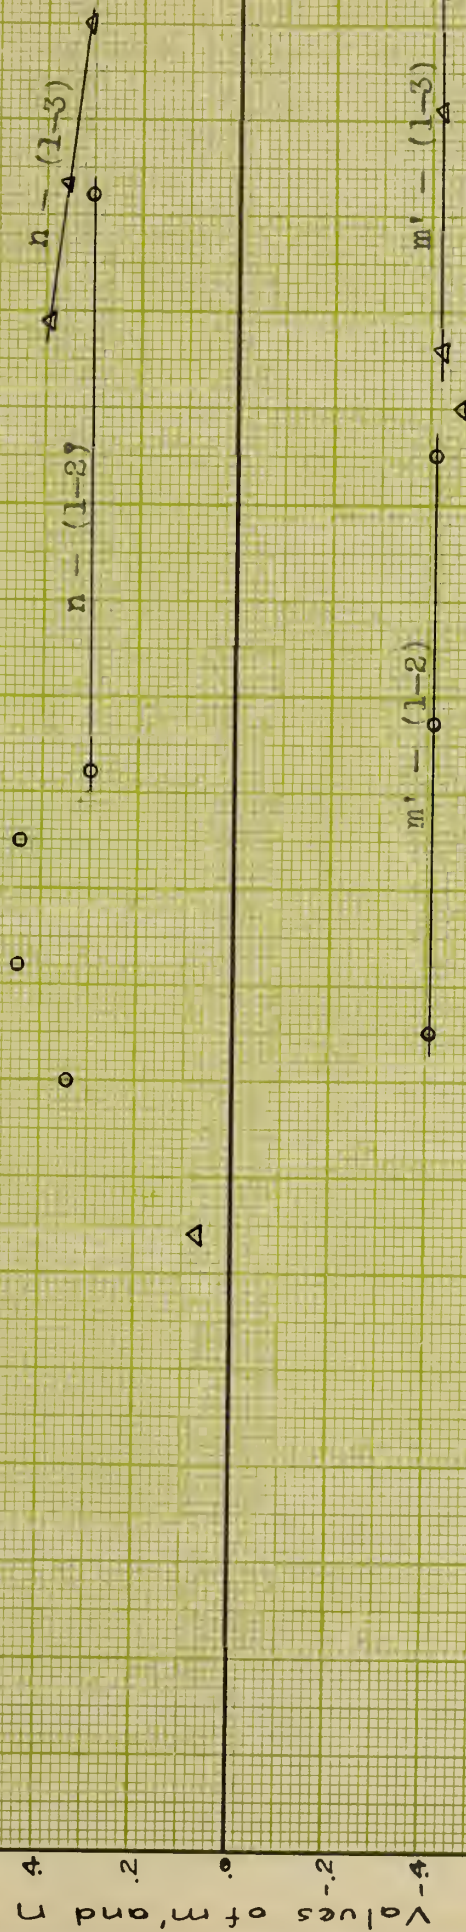 n - (1-3)
n - (1-2)
m' - (1-3)
m' - (1-2)
.4
.2
.0
-.2
-.4
Values of m' and n